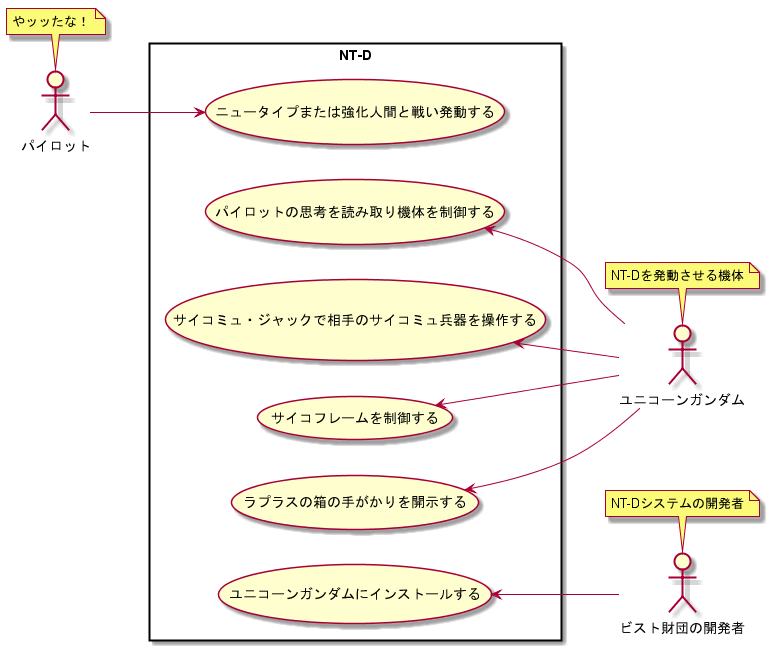 やッッたな！
パイロット
NT-D
ニュータイプまたは強化人間と戦い発動する
パイロットの思考を読み取り機体を制御する
サイコミュ・ジャックで相手のサイコミュ兵器を操作する
サイコフレームを制御する
ラプラスの箱の手がかりを開示する
ユニコーンガンダムにインストールする
NT-Dを発動させる機体
ユニコーンガンダム
NT-Dシステムの開発者
ビスト財団の開発者